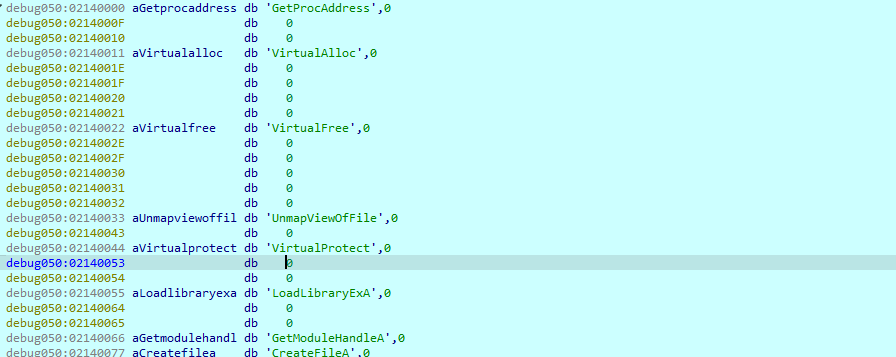 debug050:02140000 aGetprocaddress db 'GetProcAddress',0
debug050:0214000F db 0
debug050:02140010 db 0
debug050:02140011 aVirtualalloc db 'VirtualAlloc',0
debug050:0214001E db 0
debug050:0214001F db 0
debug050:02140020 db 0
debug050:02140021 db 0
debug050:02140022 aVirtualfree db 'VirtualFree',0
debug050:0214002E db 0
debug050:0214002F db 0
debug050:02140030 db 0
debug050:02140031 db 0
debug050:02140032 db 0
debug050:02140033 aUnmapviewoffil db 'UnmapViewOfFile',0
debug050:02140043 db 0
debug050:02140044 aVirtualprotect db 'VirtualProtect',0
debug050:02140053 db 0
debug050:02140054 db 0
debug050:02140055 aLoadlibraryexa db 'LoadLibraryExA',0
debug050:02140064 db 0
debug050:02140065 db 0
debug050:02140066 aGetmodulehandl db 'GetModuleHandleA',0
debug050:02140077 aCreatefilea db 'CreateFileA',0